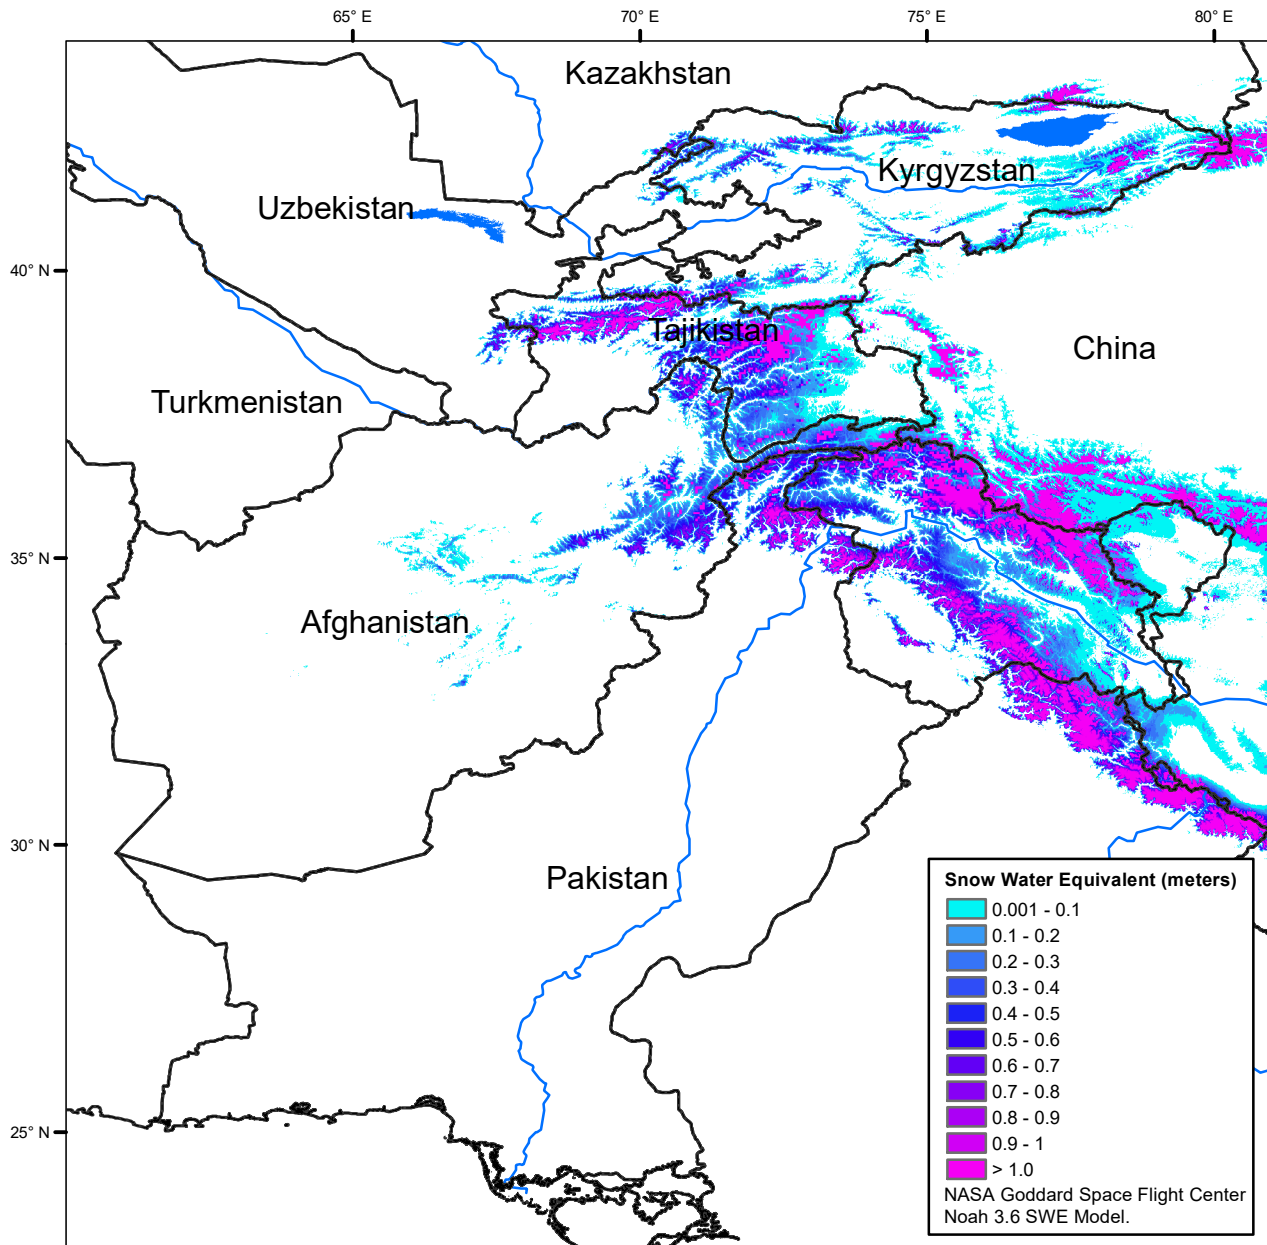 65° E
70° E
75° E
80° E
Kazakhstan
Kyrgyzstan
Uzbekistan
40° N
Tajikistan
China
Turkmenistan
35° N
Afghanistan
30° N
Pakistan
25° N
Snow Water Equivalent (meters)
0.001 - 0.1
0.1 - 0.2
0.2 - 0.3
0.3 - 0.4
0.4 - 0.5
0.5 - 0.6
0.6 - 0.7
0.7 - 0.8
0.8 - 0.9
0.9 - 1
> 1.0
NASA Goddard Space Flight Center
Noah 3.6 SWE Model.